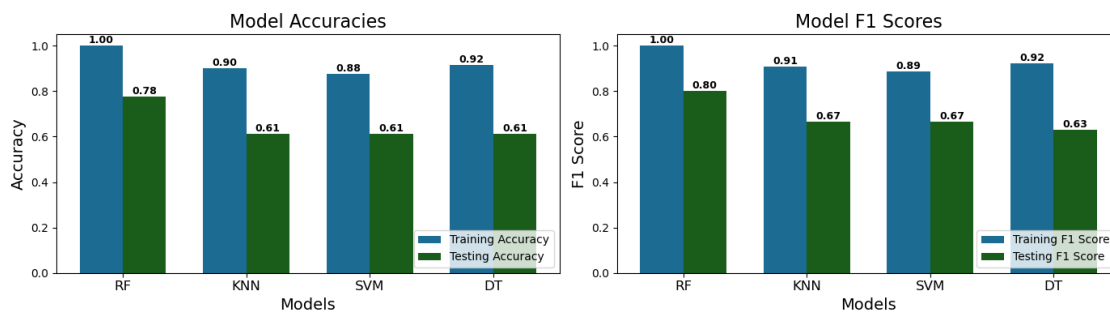 Model Accuracies
1.00
0.78
0.90
0.61
0.88
0.61
0.92
0.61
1.0
0.8
0.6
0.4
0.2
0.0
Accuracy
Training Accuracy
Testing Accuracy
RF KNN SVM DT
Models
Model F1 Scores
1.00
0.80
0.91
0.67
0.89
0.67
0.92
0.63
1.0
0.8
0.6
0.4
0.2
0.0
F1 Score
Training F1 Score
Testing F1 Score
RF KNN SVM DT
Models